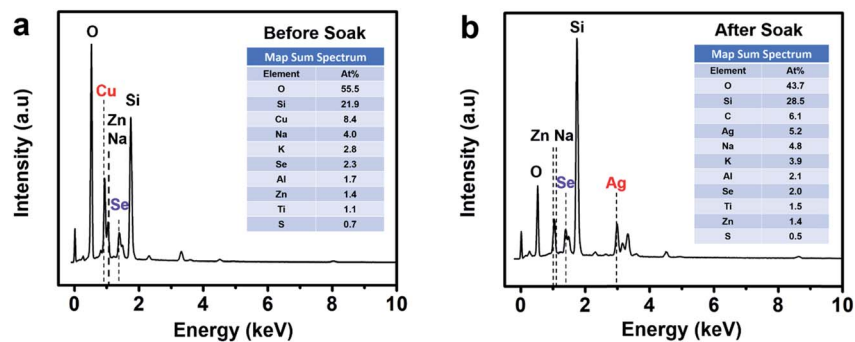 a
Before Soak
O
Cu
Zn
Na
Se
Si
Map Sum Spectrum
Element At%
O 55.5
Si 21.9
Cu 8.4
Na 4.0
K 2.8
Se 2.3
Al 1.7
Zn 1.4
Ti 1.1
S 0.7
Intensity (a.u)
0 2 4 6 8 10
Energy (keV)
b
After Soak
Si
Zn Na
O
Se
Ag
Map Sum Spectrum
Element At%
O 43.7
Si 28.5
C 6.1
Ag 5.2
Na 4.8
K 3.9
Al 2.1
Se 2.0
Ti 1.5
Zn 1.4
S 0.5
Intensity (a.u)
0 2 4 6 8 10
Energy (keV)